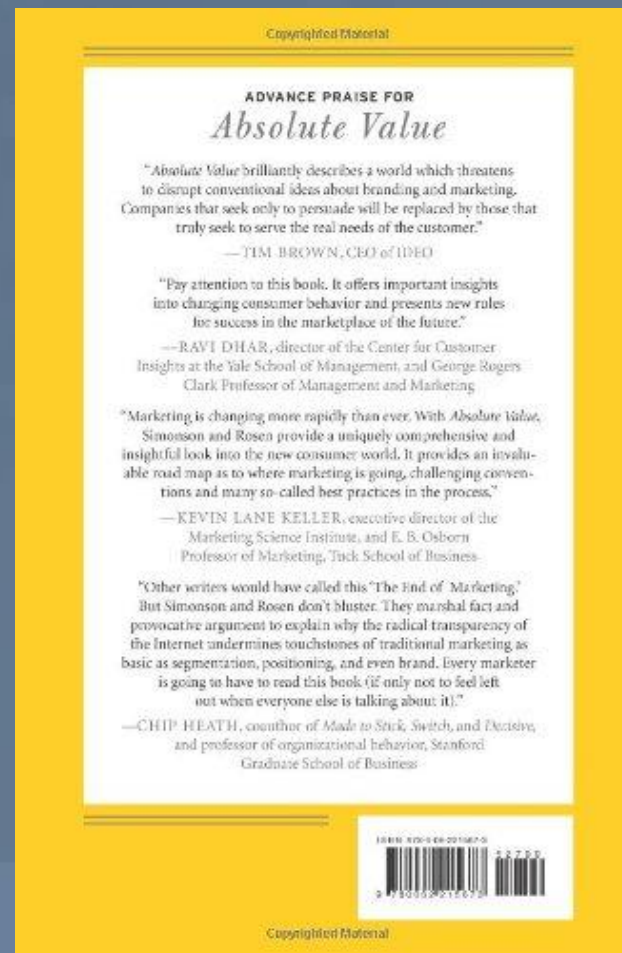 Copyrighted Material
ADVANCE PRAISE FOR
Absolute Value
"Absolute Value brilliantly describes a world which threatens
to disrupt conventional ideas about branding and marketing.
Companies that seek only to persuade will be replaced by those that
truly seek to serve the real needs of the customer."
—TIM BROWN, CEO of IDEO
"Pay attention to this book. It offers important insights
into changing consumer behavior and presents new rules
for success in the marketplace of the future."
—RAVI DHAR, director of the Center for Customer
Insights at the Yale School of Management, and George Rogers
Clark Professor of Management and Marketing
"Marketing is changing more rapidly than ever. With Absolute Value,
Simonson and Rosen provide a uniquely comprehensive and
insightful look into the new consumer world. It provides an invalu-
able road map as to where marketing is going, challenging conven-
tions and many so-called best practices in the process."
—KEVIN LANE KELLER, executive director of the
Marketing Science Institute, and E. B. Osborn
Professor of Marketing, Tuck School of Business
"Other writers would have called this 'The End of Marketing.'
But Simonson and Rosen don't bluster. They marshal fact and
provocative argument to explain why the radical transparency of
the Internet undermines touchstones of traditional marketing as
basic as segmentation, positioning, and even brand. Every marketer
is going to have to read this book (if only not to feel left
out when everyone else is talking about it)."
—CHIP HEATH, coauthor of Made to Stick, Switch, and Decisive,
and professor of organizational behavior, Stanford
Graduate School of Business
ISBN 978-0-06-221567-3
52799
9 780062 215673
Copyrighted Material